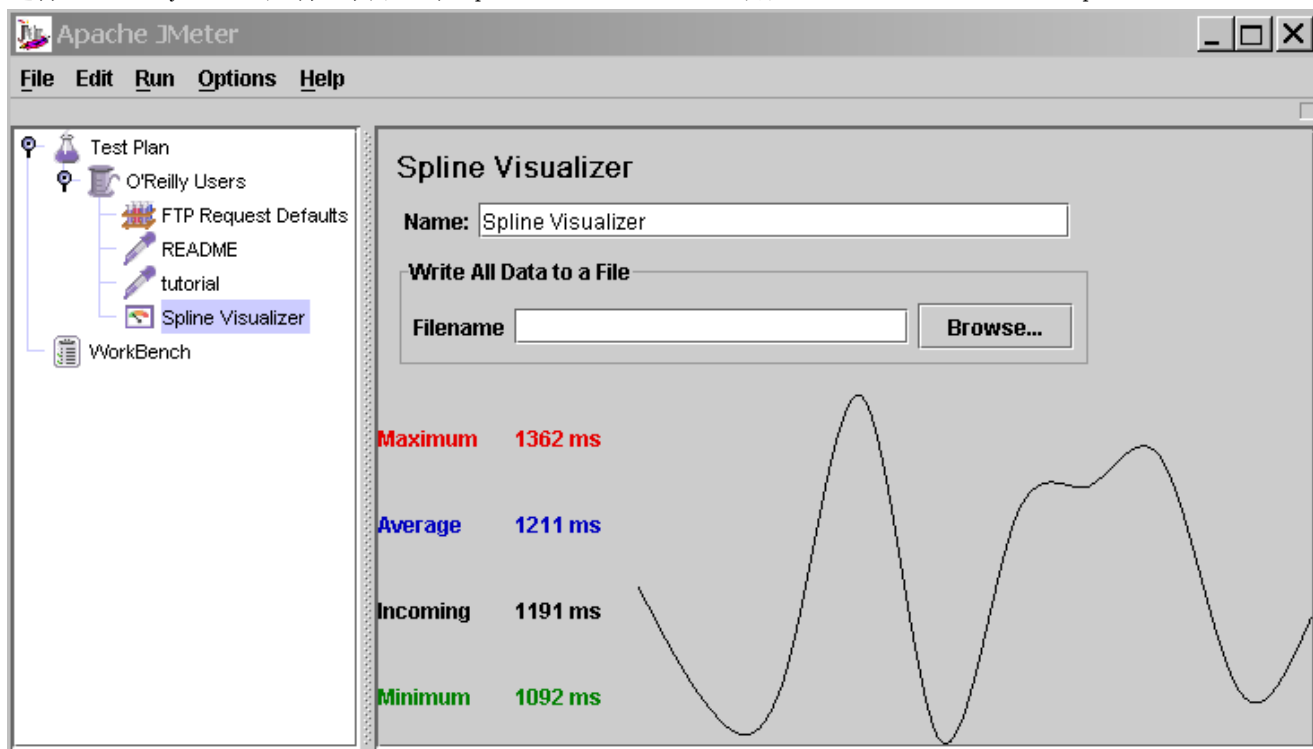 Apache JMeter
File Edit Run Options Help
Test Plan
O'Reilly Users
FTP Request Defaults
README
tutorial
Spline Visualizer
WorkBench
Spline Visualizer
Name: Spline Visualizer
Write All Data to a File
Filename Browse...
Maximum 1362 ms
Average 1211 ms
Incoming 1191 ms
Minimum 1092 ms